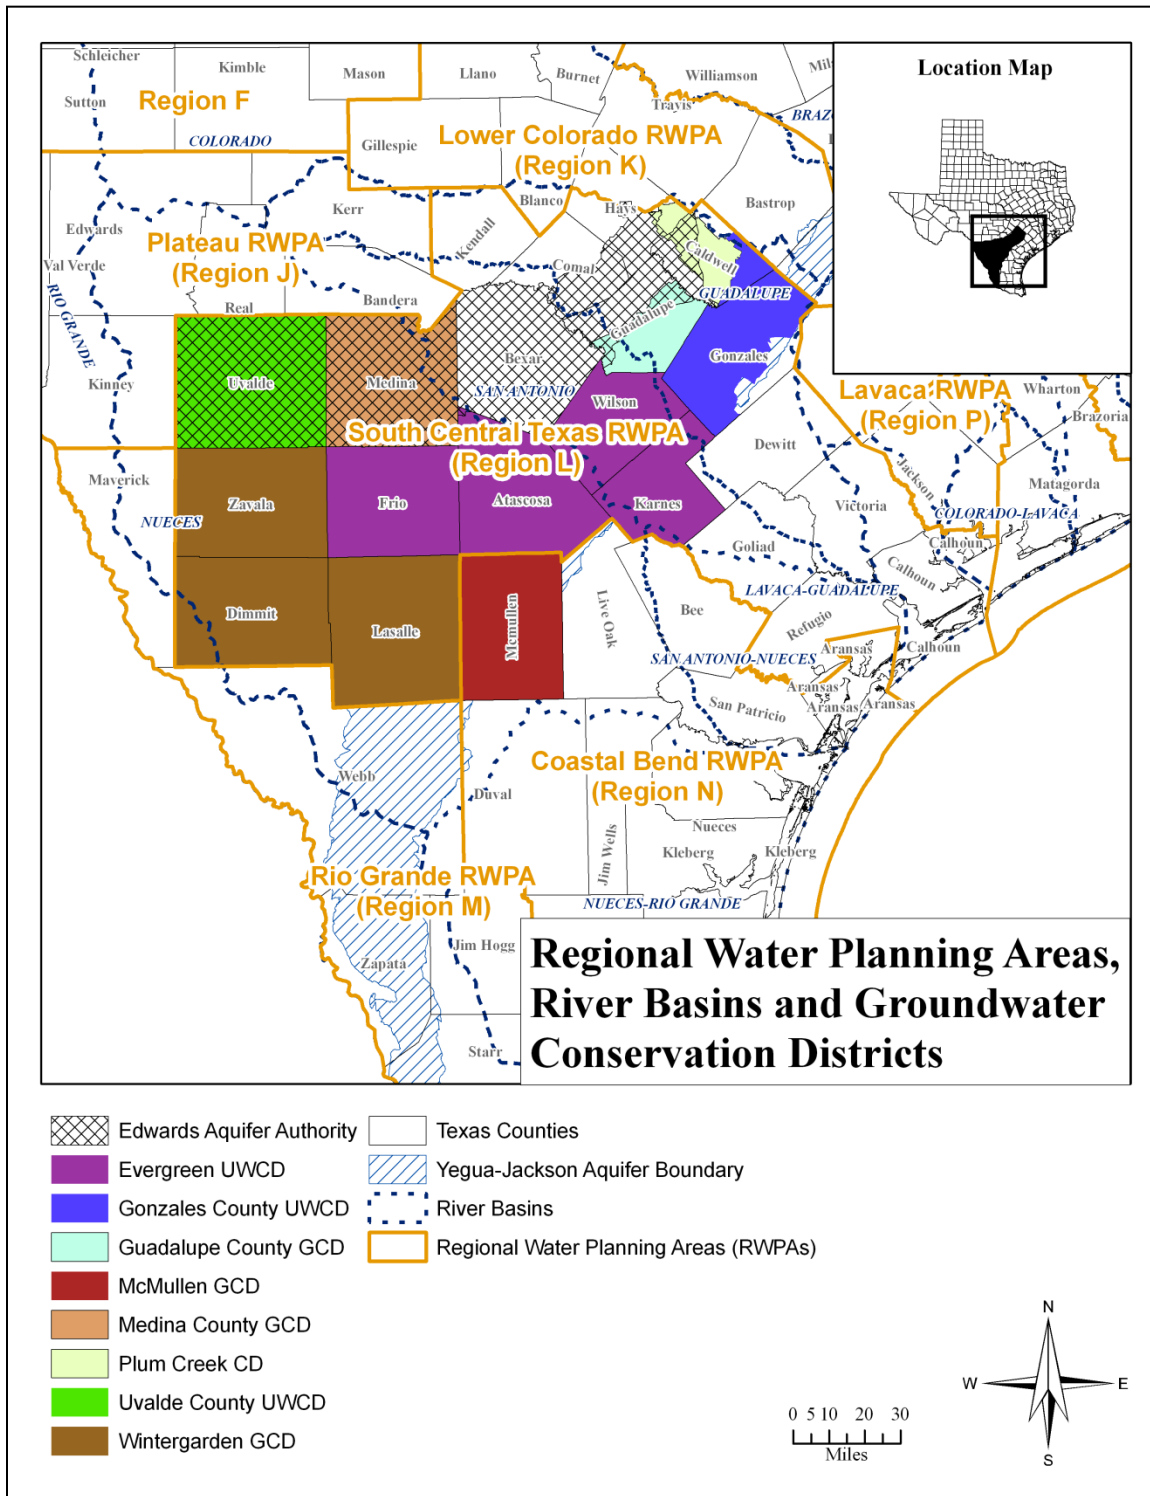 Schleicher
Kimble
Mason
Llano
Burnet
Williamson
Mil
Location Map
Sutton
Region F
Travis
BRAZO
COLORADO
Gillespie
Lower Colorado RWPA
(Region K)
Kerr
Blanco
Hays
Bastrop
Edwards
Kendall
Caldwell
Plateau RWPA
(Region J)
Val Verde
Comal
RIO GRANDE
Real
Bandera
GUADALUPE
Guadalupe
Kinney
Uvalde
Medina
Bexar
Gonzales
SAN ANTONIO
Wilson
Lavaca RWPA
(Region P)
Wharton
Brazoria
South Central Texas RWPA
(Region L)
Dewitt
Maverick
Jackson
Matagorda
Zavala
Frio
Atascosa
Karnes
Victoria
NUECES
COLORADO-LAVACA
Goliad
Calhoun
Calhoun
LAVACA-GUADALUPE
Dimmit
Lasalle
Mcmullen
Live Oak
Bee
Refugio
SAN ANTONIO-NUECES
Aransas
Calhoun
Aransas
Aransas
Aransas
San Patricio
Webb
Duval
Coastal Bend RWPA
(Region N)
Nueces
Jim Wells
Kleberg
Kleberg
Rio Grande RWPA
(Region M)
NUECES-RIO GRANDE
Jim Hogg
Zapata
Starr
Regional Water Planning Areas,
River Basins and Groundwater
Conservation Districts
Edwards Aquifer Authority
Texas Counties
Evergreen UWCD
Yegua-Jackson Aquifer Boundary
Gonzales County UWCD
River Basins
Guadalupe County GCD
Regional Water Planning Areas (RWPAs)
McMullen GCD
Medina County GCD
Plum Creek CD
Uvalde County UWCD
Wintergarden GCD
0 5 10 20 30
Miles
N
W E
S